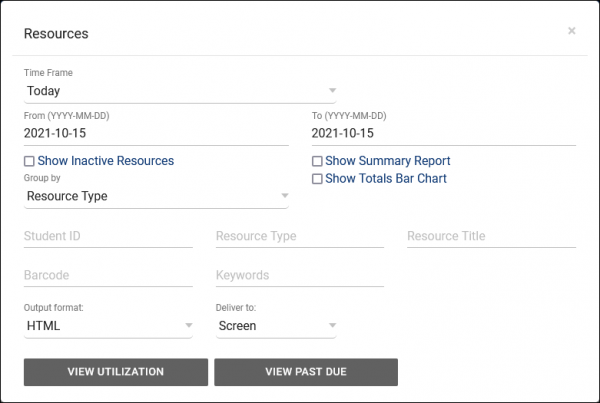 Resources ×
Time Frame
Today
From (YYYY-MM-DD) To (YYYY-MM-DD)
2021-10-15 2021-10-15
Show Inactive Resources Show Summary Report
Group by Show Totals Bar Chart
Resource Type
Student ID Resource Type Resource Title
Barcode Keywords
Output format: Deliver to:
HTML Screen
VIEW UTILIZATION VIEW PAST DUE